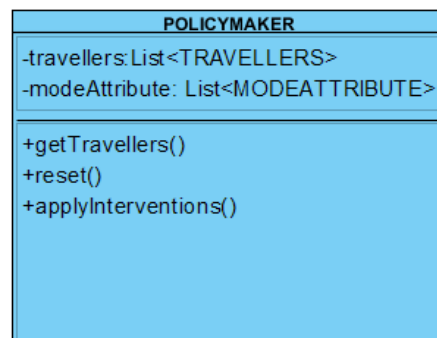 POLICYMAKER
-travellers:List<TRAVELLERS>
-modeAttribute: List<MODEATTRIBUTE>
+getTravellers()
+reset()
+applyInterventions()